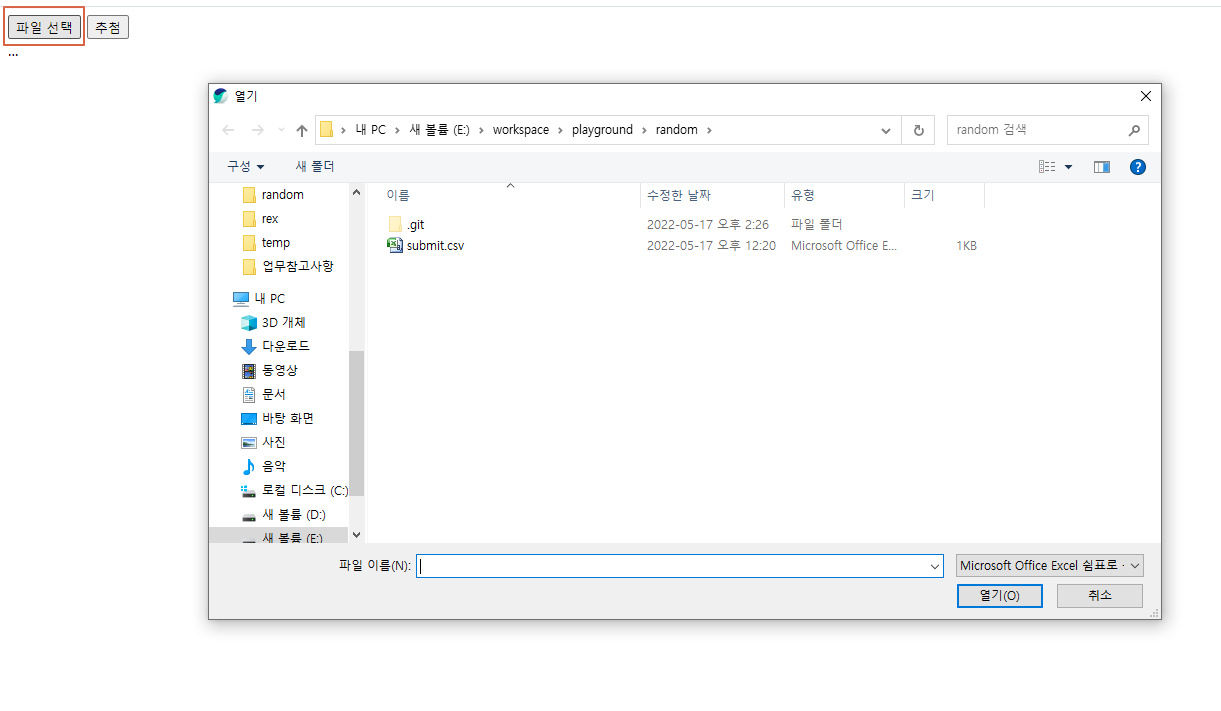 파일 선택 추첨
...
열기
내 PC 새 볼륨 (E:) workspace playground random
random 검색
구성 새 폴더
random
rex
temp
업무참고사항
내 PC
3D 개체
다운로드
동영상
문서
바탕 화면
사진
음악
로컬 디스크 (C:)
새 볼륨 (D:)
새 볼륨 (E:)
이름 수정한 날짜 유형 크기
.git 2022-05-17 오후 2:26 파일 폴더
submit.csv 2022-05-17 오후 12:20 Microsoft Office E... 1KB
파일 이름(N): Microsoft Office Excel 쉼표로
열기(O) 취소